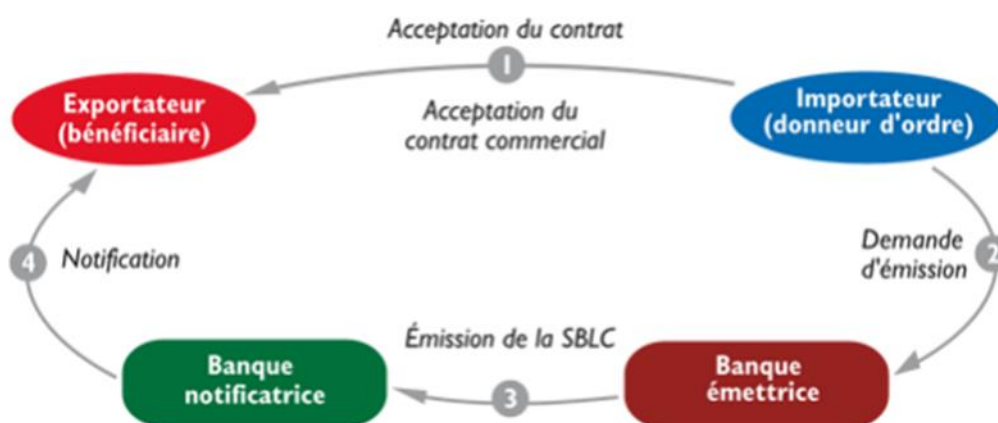 Acceptation du contrat
1
Exportateur
(bénéficiaire)
Importateur
(donneur d'ordre)
Acceptation du
contrat commercial
4
Notification
Demande
d'émission
2
Émission de la SBLC
Banque
notificatrice
3
Banque
émettrice